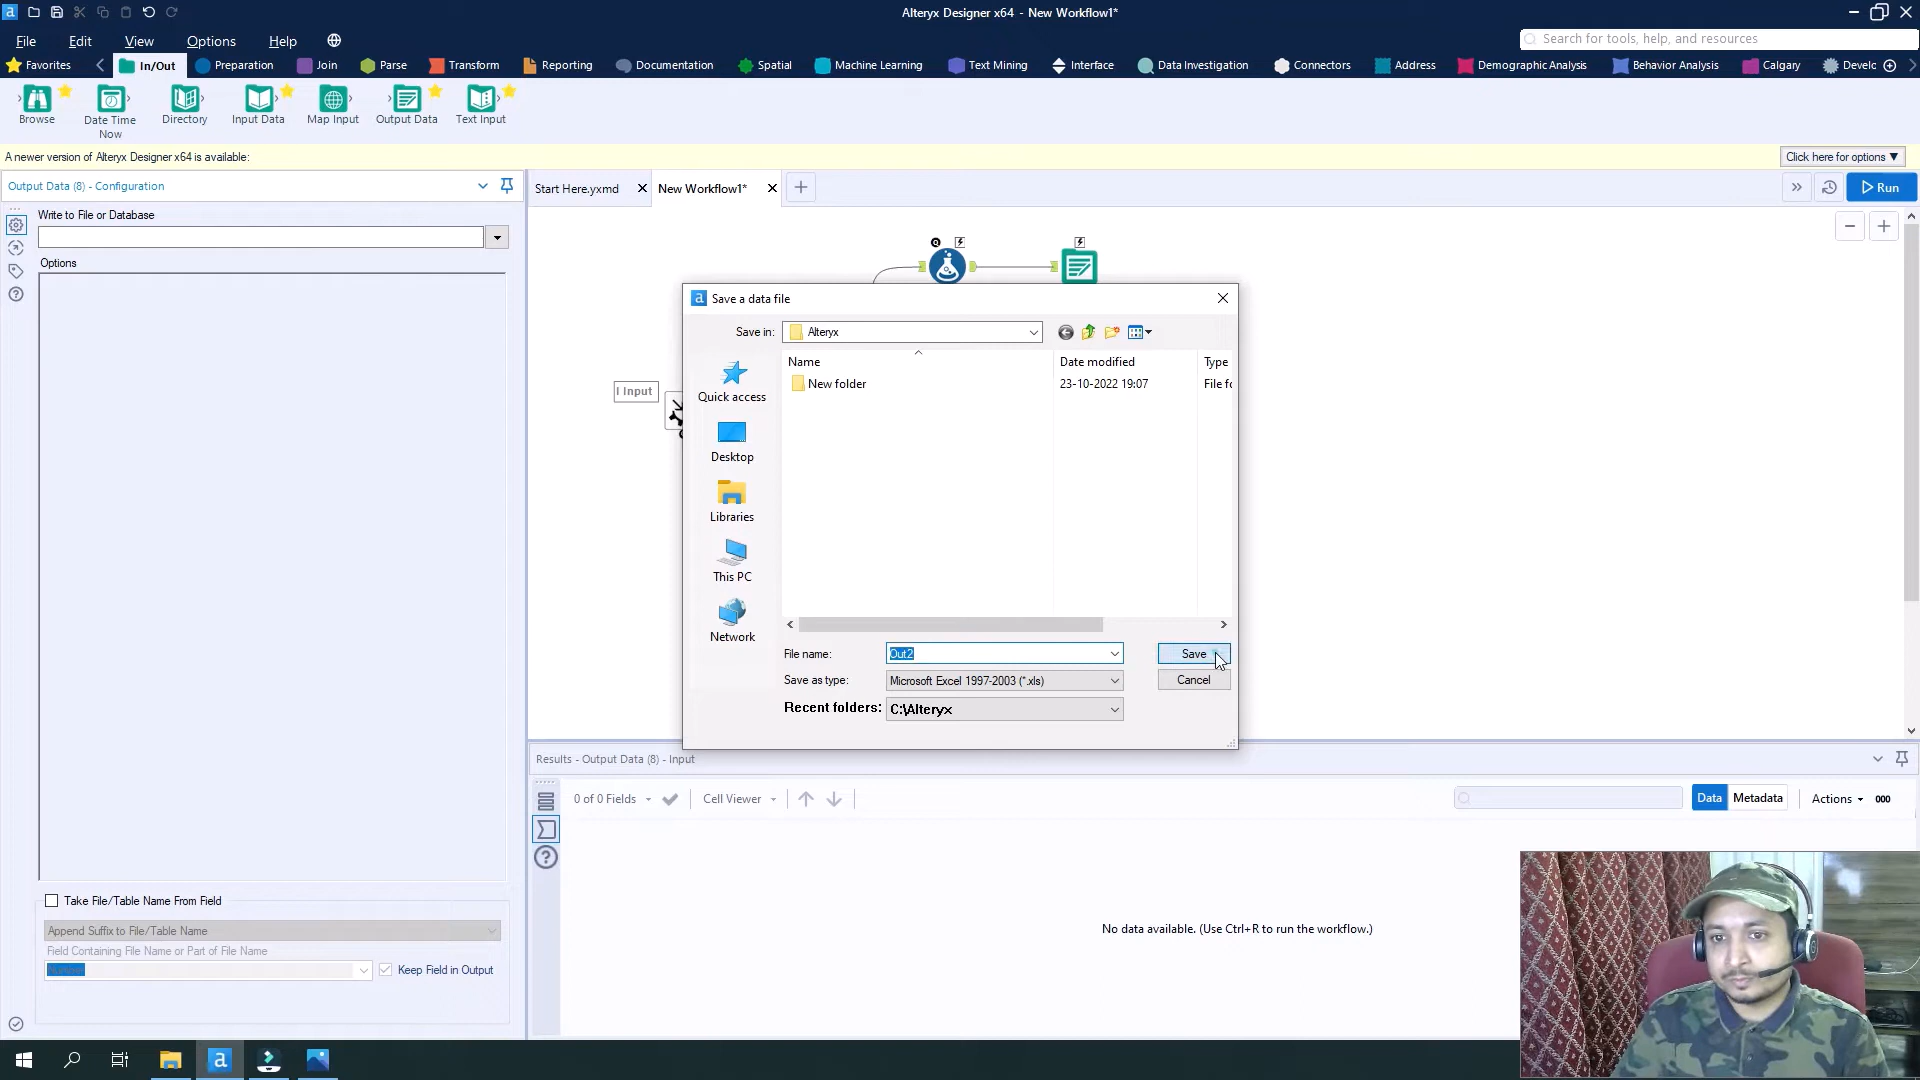 Alteryx Designer x64 - New Workflow1*
File Edit View Options Help
Search for tools, help, and resources
Favorites In/Out Preparation Join Parse Transform Reporting Documentation Spatial Machine Learning Text Mining Interface Data Investigation Connectors Address Demographic Analysis Behavior Analysis Calgary Develc
Browse
Date Time
Now
Directory
Input Data
Map Input
Output Data
Text Input
A newer version of Alteryx Designer x64 is available:
Click here for options ▼
Output Data (8) - Configuration
Start Here.yxmd
New Workflow1*
Run
Write to File or Database
Options
I Input
Save a data file
Save in:
Alteryx
Name
Date modified
Type
New folder
23-10-2022 19:07
File fo
Quick access
Desktop
Libraries
This PC
Network
File name:
Out2
Save
Save as type:
Microsoft Excel 1997-2003 (*.xls)
Cancel
Recent folders:
C:\Alteryx
Results - Output Data (8) - Input
0 of 0 Fields
Cell Viewer
Data
Metadata
Actions
000
No data available. (Use Ctrl+R to run the workflow.)
Take File/Table Name From Field
Append Suffix to File/Table Name
Field Containing File Name or Part of File Name
Number
Keep Field in Output